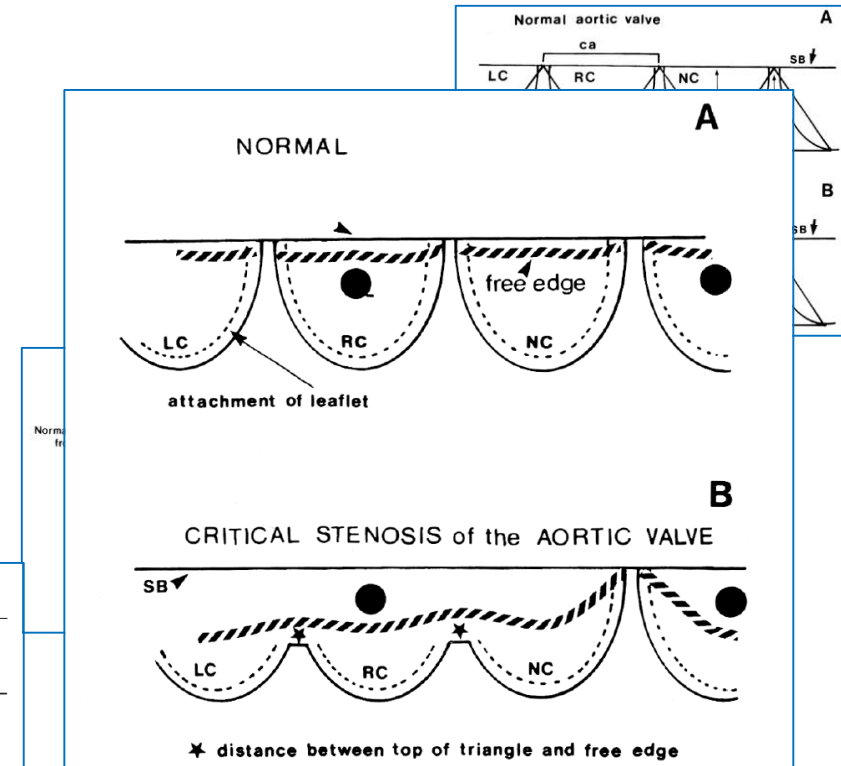 Normal aortic valve
A
ca
SB
LC
RC
NC
A
NORMAL
B
SB
free edge
LC
RC
NC
attachment of leaflet
B
CRITICAL STENOSIS of the AORTIC VALVE
SB
LC
RC
NC
★ distance between top of triangle and free edge